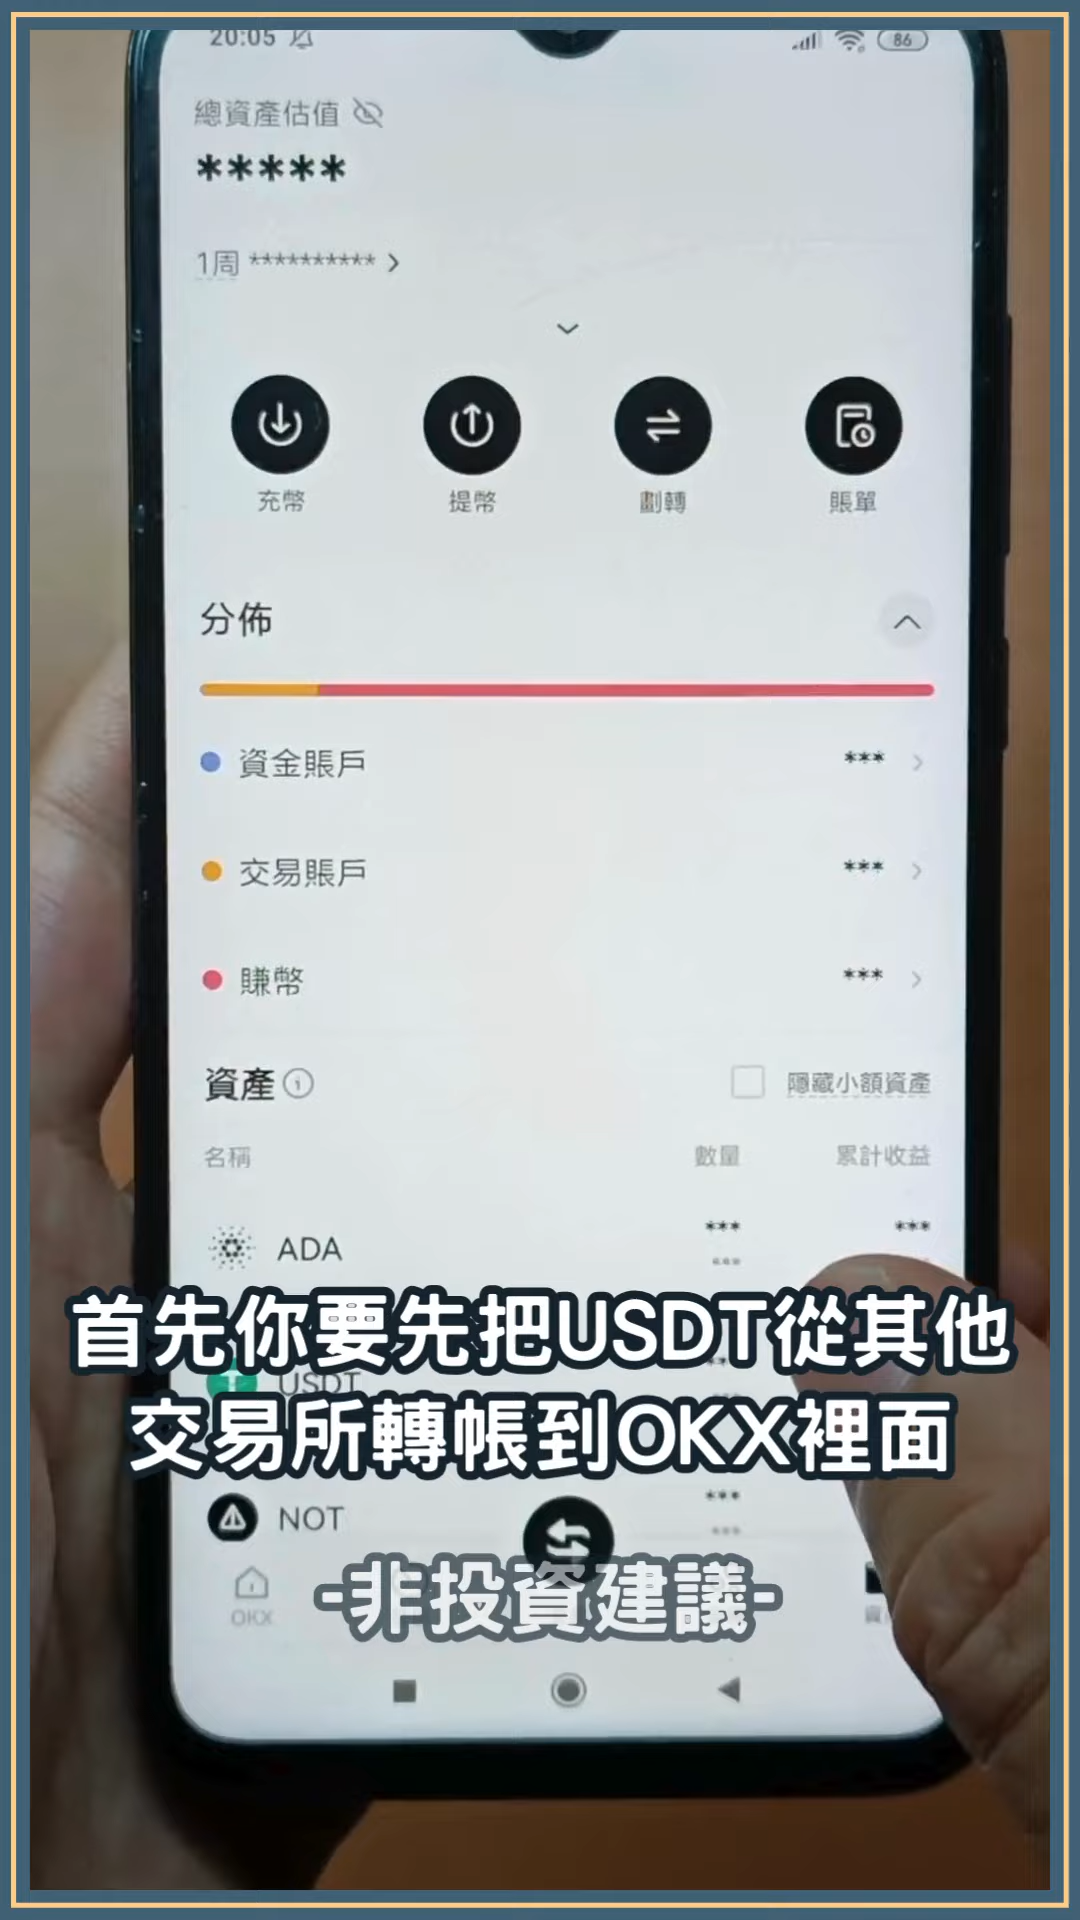 20:05
86
總資產估值
*****
1周 **********
充幣
提幣
劃轉
賬單
分佈
資金賬戶 ***
交易賬戶 ***
賺幣 ***
資產
隱藏小額資產
名稱
數量
累計收益
ADA *** ***
***
首先你要先把USDT從其他
USDT
交易所轉帳到OKX裡面
NOT ***
***
-非投資建議-
OKX